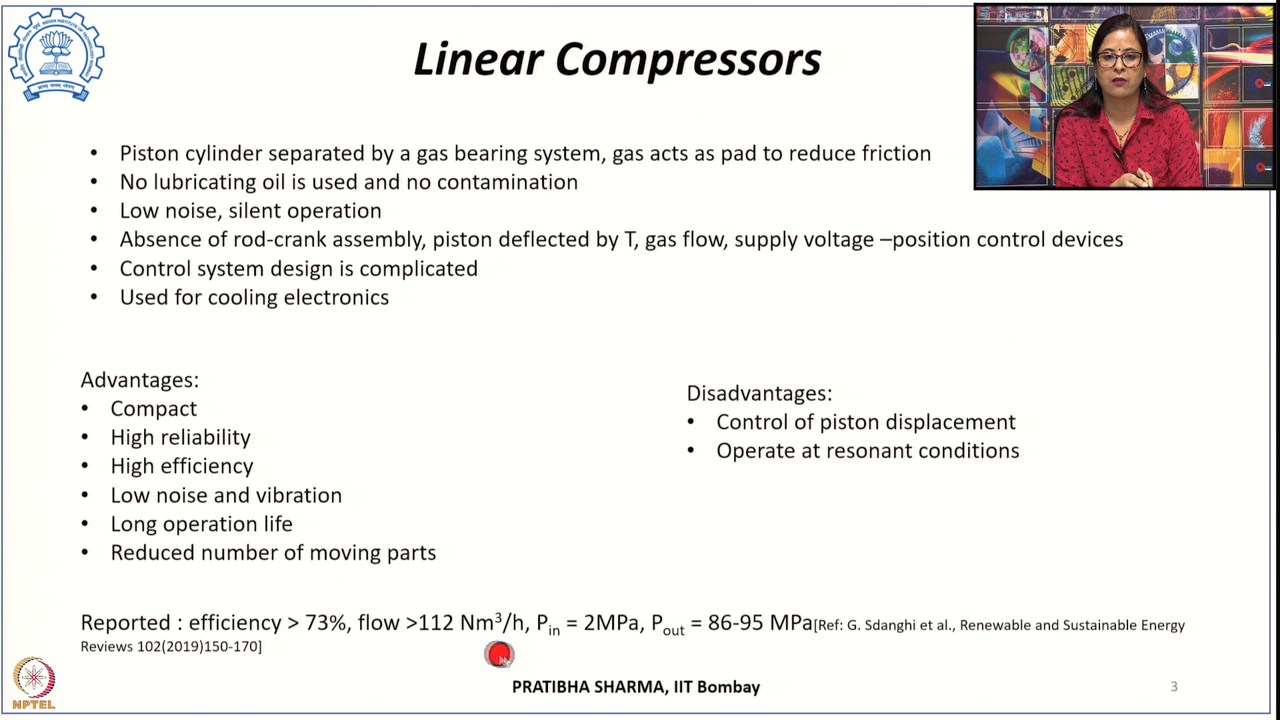 Linear Compressors
• Piston cylinder separated by a gas bearing system, gas acts as pad to reduce friction
• No lubricating oil is used and no contamination
• Low noise, silent operation
• Absence of rod-crank assembly, piston deflected by T, gas flow, supply voltage –position control devices
• Control system design is complicated
• Used for cooling electronics
Advantages:
• Compact
• High reliability
• High efficiency
• Low noise and vibration
• Long operation life
• Reduced number of moving parts
Disadvantages:
• Control of piston displacement
• Operate at resonant conditions
Reported : efficiency > 73%, flow >112 Nm³/h, Pin = 2MPa, Pout = 86-95 MPa[Ref: G. Sdanghi et al., Renewable and Sustainable Energy
Reviews 102(2019)150-170]
NPTEL
PRATIBHA SHARMA, IIT Bombay
3